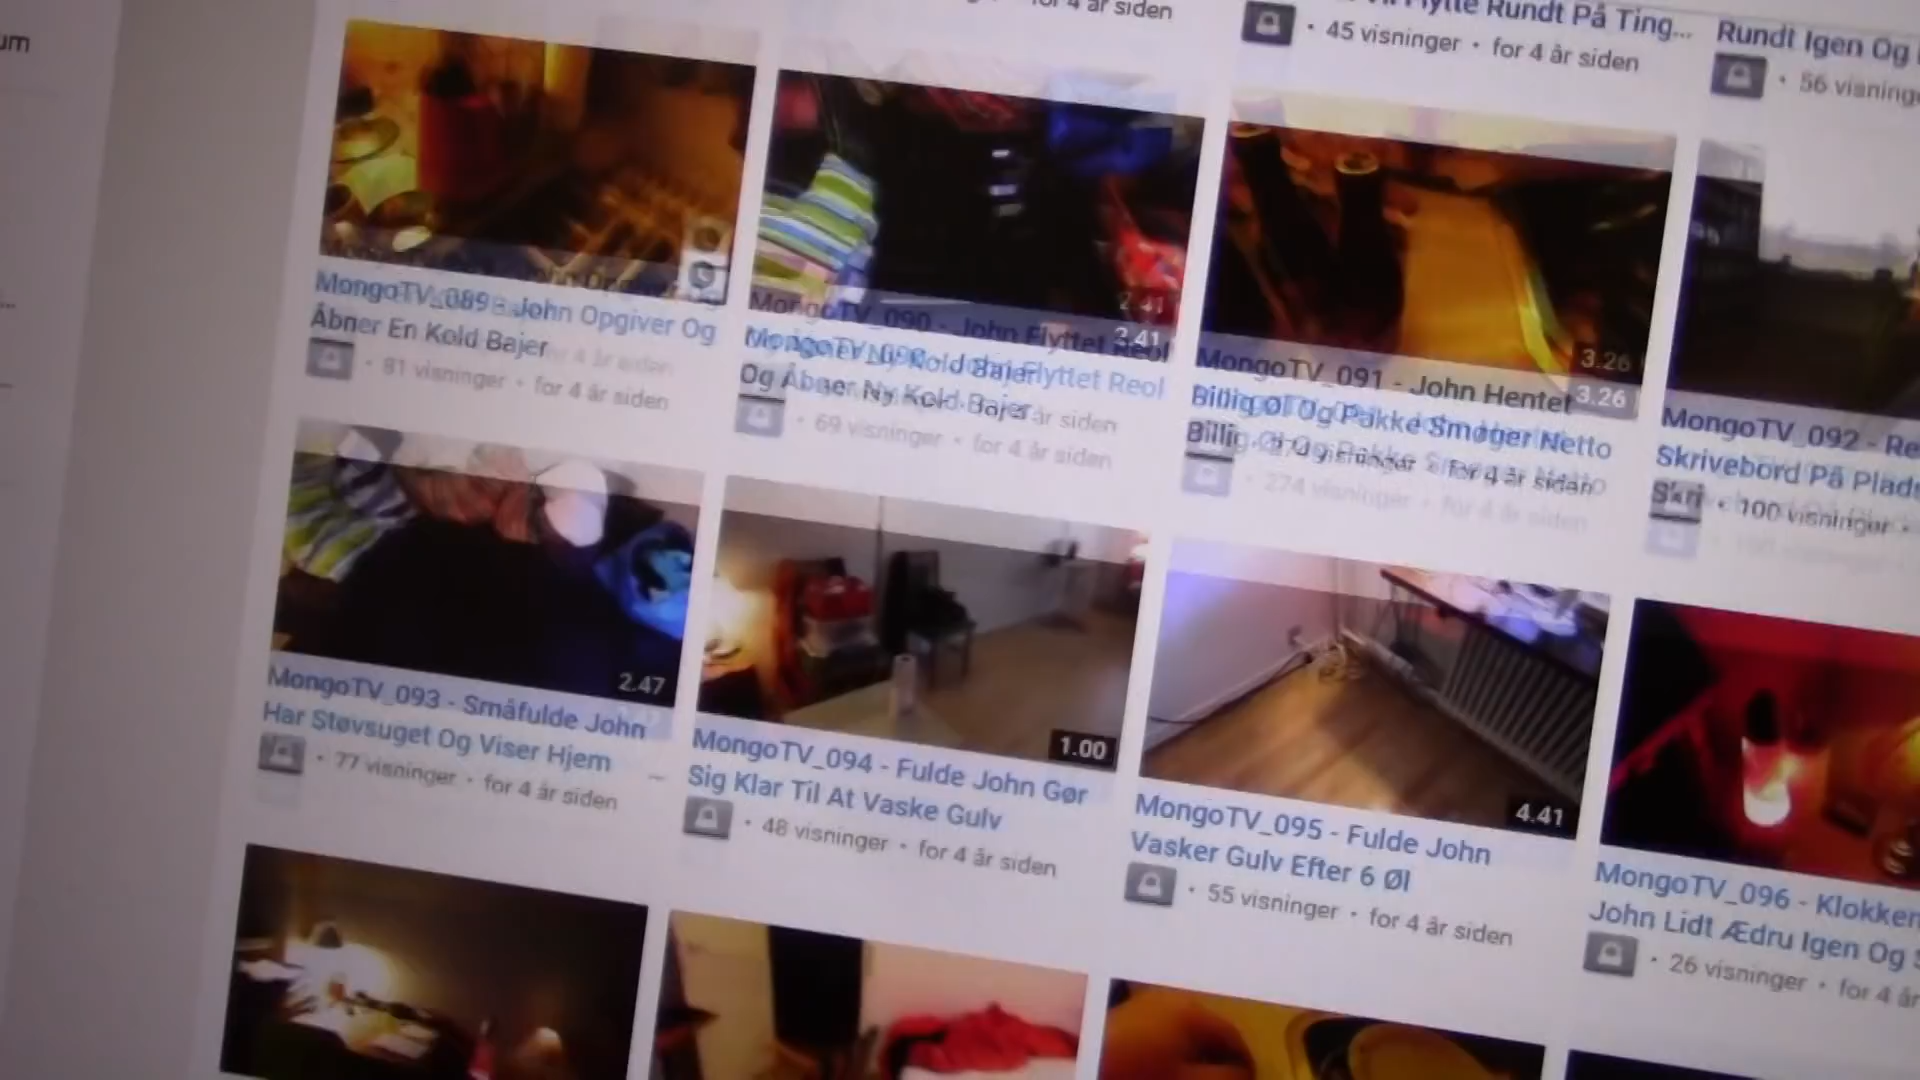 um
for 4 år siden
Flytte Rundt På Ting...
45 visninger • for 4 år siden
Rundt Igen Og
56 visninger
MongoTV_089 - John Opgiver Og
Åbner En Kold Bajer
81 visninger • for 4 år siden
2.41
MongoTV_090 - John Flyttet Reol
Og Åbner Ny Kold Bajer
69 visninger • for 4 år siden
3.26
MongoTV_091 - John Hentet
Billig Øl Og Pakke Smøger Netto
274 visninger • for 4 år siden
MongoTV_092 - Re
Skrivebord På Plads
100 visninger •
2.47
MongoTV_093 - Småfulde John
Har Støvsuget Og Viser Hjem
77 visninger • for 4 år siden
1.00
MongoTV_094 - Fulde John Gør
Sig Klar Til At Vaske Gulv
48 visninger • for 4 år siden
4.41
MongoTV_095 - Fulde John
Vasker Gulv Efter 6 Øl
55 visninger • for 4 år siden
MongoTV_096 - Klokken
John Lidt Ædru Igen Og S
26 visninger • for 4 år